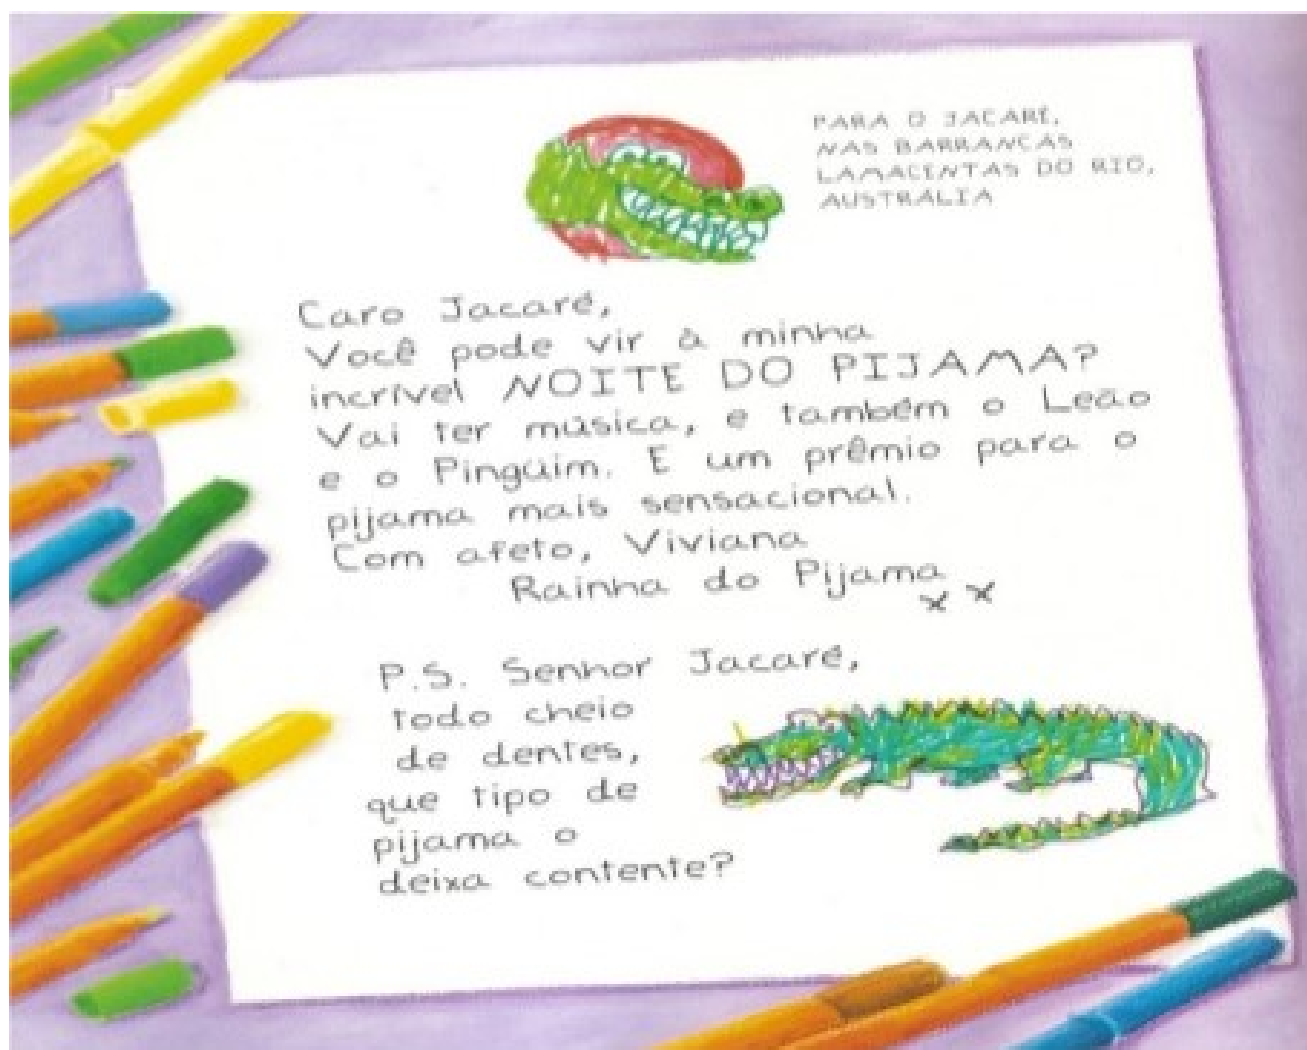 PARA O JACARÉ,
NAS BARRANCAS
LAMACENTAS DO RIO,
AUSTRÁLIA
Caro Jacaré,
Você pode vir à minha
incrível NOITE DO PIJAMA?
Vai ter música, e também o Leão
e o Pingüim. E um prêmio para o
pijama mais sensacional.
Com afeto, Viviana
Rainha do Pijama
x x
P.S. Senhor Jacaré,
todo cheio
de dentes,
que tipo de
pijama o
deixa contente?